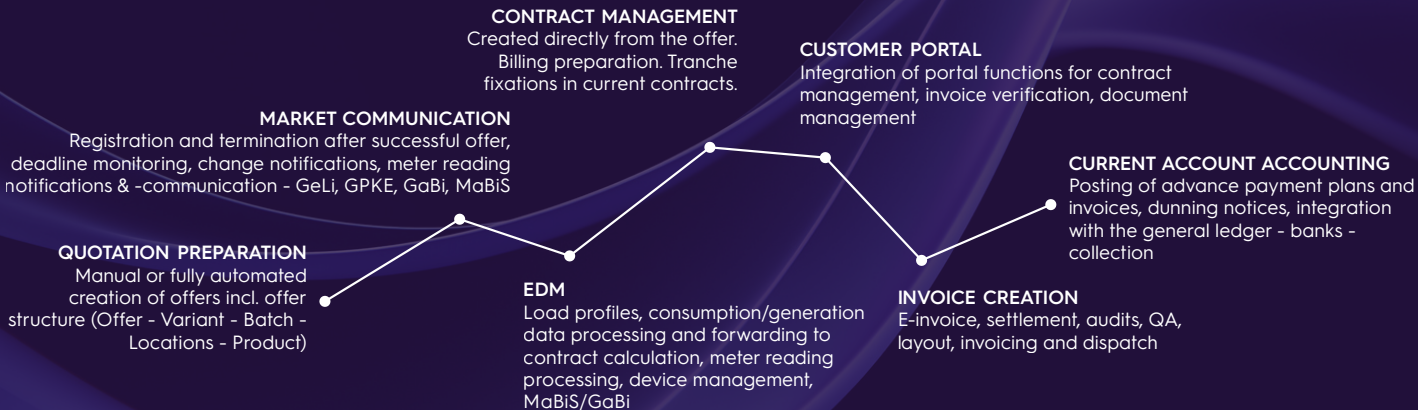 CONTRACT MANAGEMENT
Created directly from the offer.
Billing preparation. Tranche
fixations in current contracts.
CUSTOMER PORTAL
Integration of portal functions for contract
management, invoice verification, document
management
MARKET COMMUNICATION
Registration and termination after successful offer,
deadline monitoring, change notifications, meter reading
notifications & -communication - GeLi, GPKE, GaBi, MaBiS
CURRENT ACCOUNT ACCOUNTING
Posting of advance payment plans and
invoices, dunning notices, integration
with the general ledger - banks -
collection
QUOTATION PREPARATION
Manual or fully automated
creation of offers incl. offer
structure (Offer - Variant - Batch -
Locations - Product)
EDM
Load profiles, consumption/generation
data processing and forwarding to
contract calculation, meter reading
processing, device management,
MaBiS/GaBi
INVOICE CREATION
E-invoice, settlement, audits, QA,
layout, invoicing and dispatch